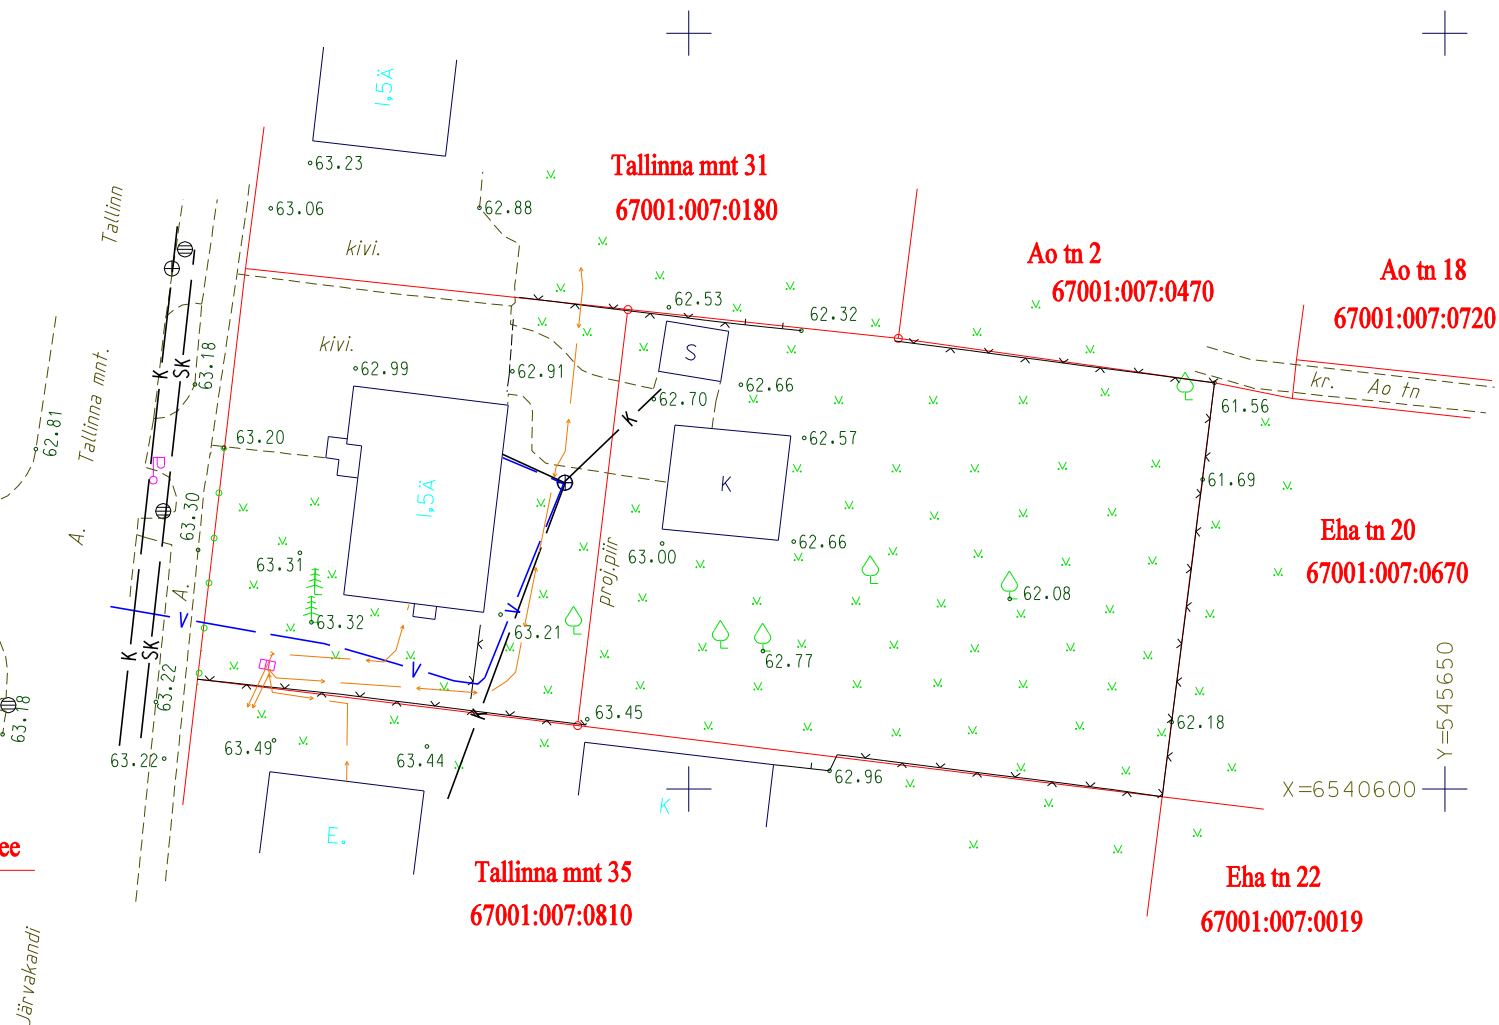 I,5Ä
63.23
Tallinna mnt 31
63.06
62.88
67001:007:0180
Tallinn
kivi.
Ao tn 2
Ao tn 18
67001:007:0470
67001:007:0720
62.53
62.32
kivi.
S
62.99
62.91
62.66
K
SK
63.18
Tallinna mnt.
kr.
Ao tn
62.70
61.56
K
62.81
63.20
62.57
61.69
K
I,5Ä
63.30
A.
62.66
Eha tn 20
63.00
63.31
67001:007:0670
proj.piir
A.
62.08
V
63.32
63.21
V
K
SK
62.77
V
63.22
Y=545650
63.18
63.45
62.18
K
63.49
63.44
63.22
62.96
X=6540600
K
E.
ee
Tallinna mnt 35
Eha tn 22
67001:007:0810
67001:007:0019
Järvakandi